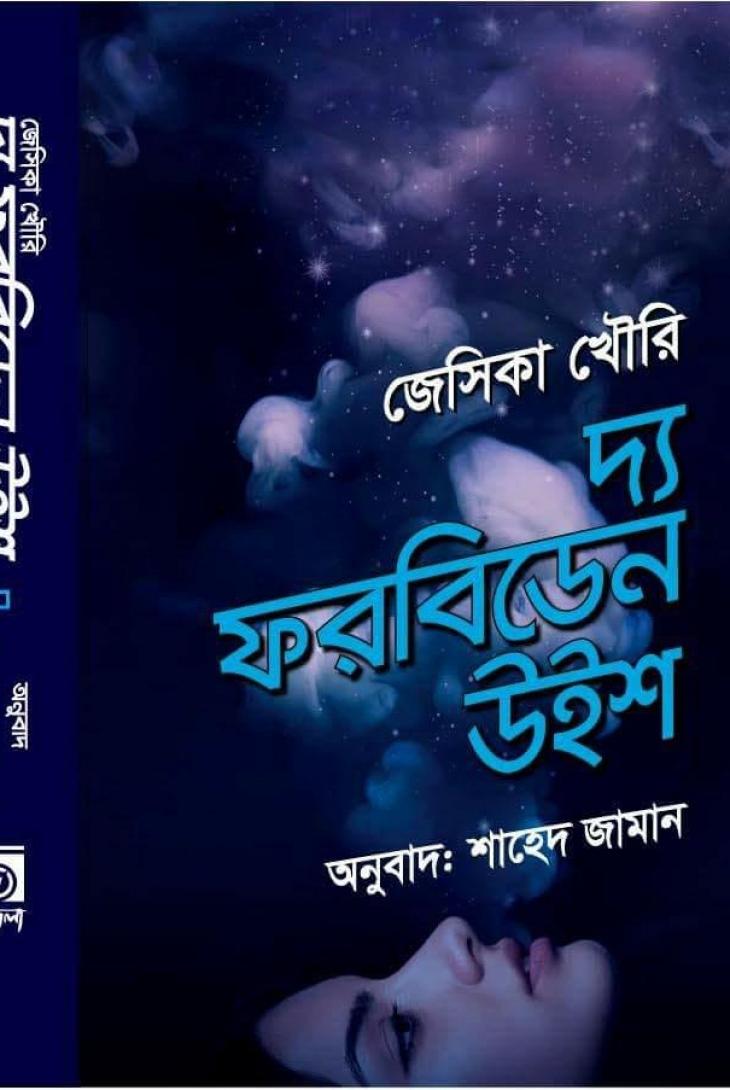 জেসিকা খৌরি
দ্য
ফরবিডেন
উইশ
অনুবাদ: শাহেদ জামান
জেসিকা খৌরি
অনুবাদ